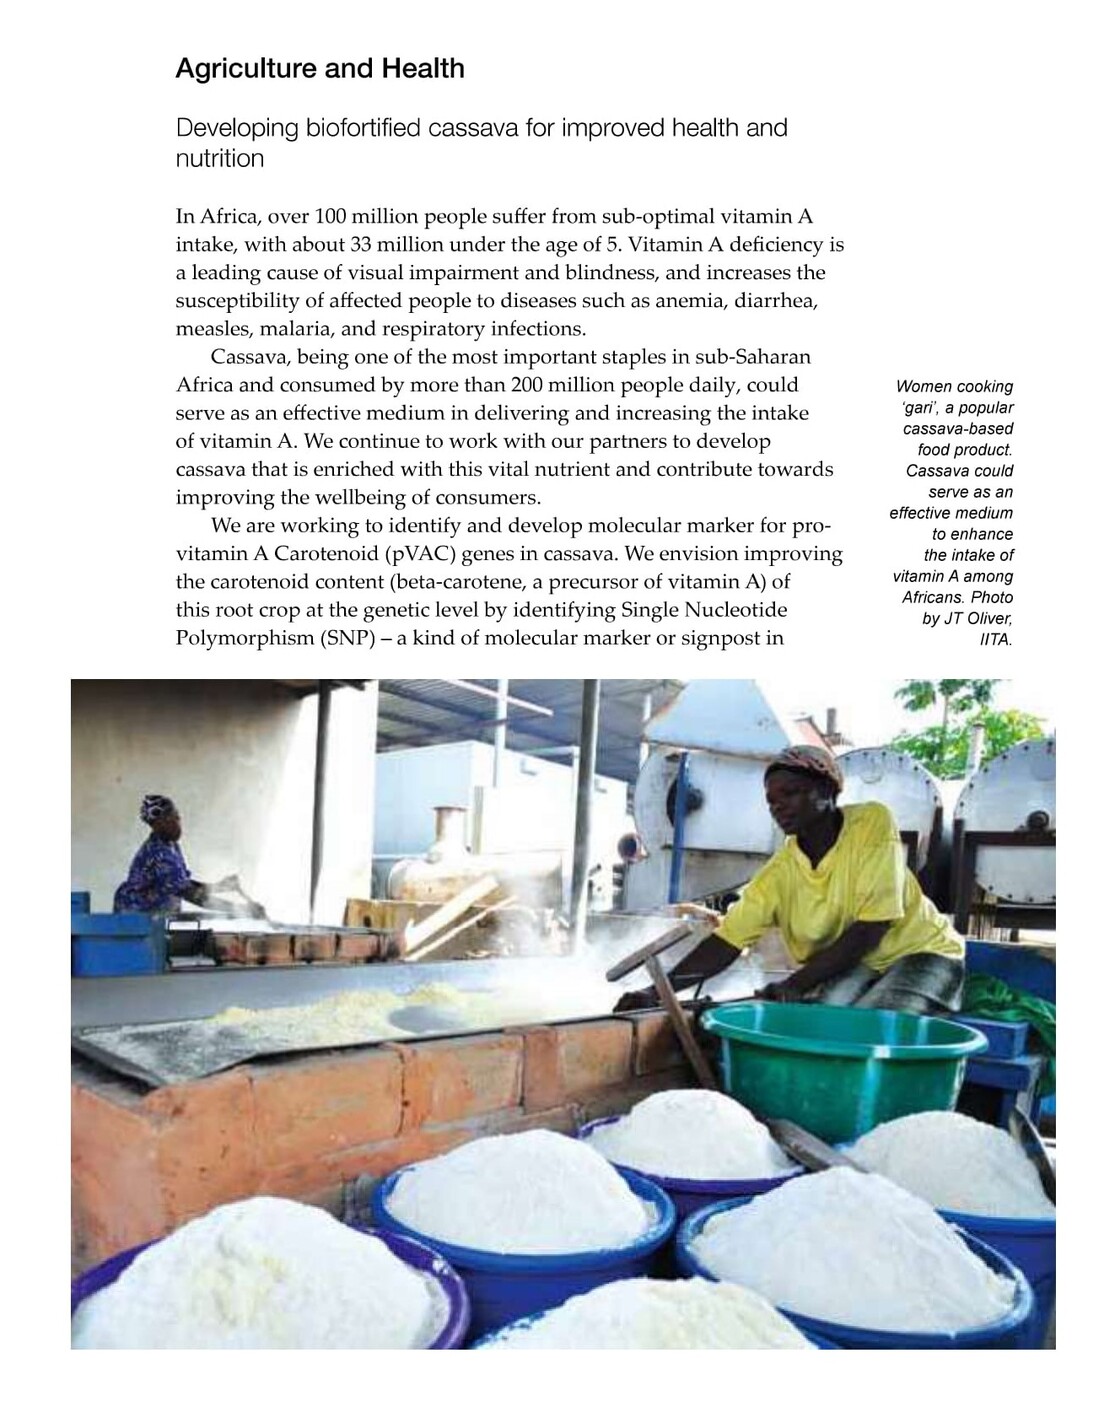 Agriculture and Health
Developing biofortified cassava for improved health and
nutrition
In Africa, over 100 million people suffer from sub-optimal vitamin A
intake, with about 33 million under the age of 5. Vitamin A deficiency is
a leading cause of visual impairment and blindness, and increases the
susceptibility of affected people to diseases such as anemia, diarrhea,
measles, malaria, and respiratory infections.
Cassava, being one of the most important staples in sub-Saharan
Africa and consumed by more than 200 million people daily, could
serve as an effective medium in delivering and increasing the intake
of vitamin A. We continue to work with our partners to develop
cassava that is enriched with this vital nutrient and contribute towards
improving the wellbeing of consumers.
We are working to identify and develop molecular marker for pro-
vitamin A Carotenoid (pVAC) genes in cassava. We envision improving
the carotenoid content (beta-carotene, a precursor of vitamin A) of
this root crop at the genetic level by identifying Single Nucleotide
Polymorphism (SNP) – a kind of molecular marker or signpost in
Women cooking
‘gari’, a popular
cassava-based
food product.
Cassava could
serve as an
effective medium
to enhance
the intake of
vitamin A among
Africans. Photo
by JT Oliver,
IITA.